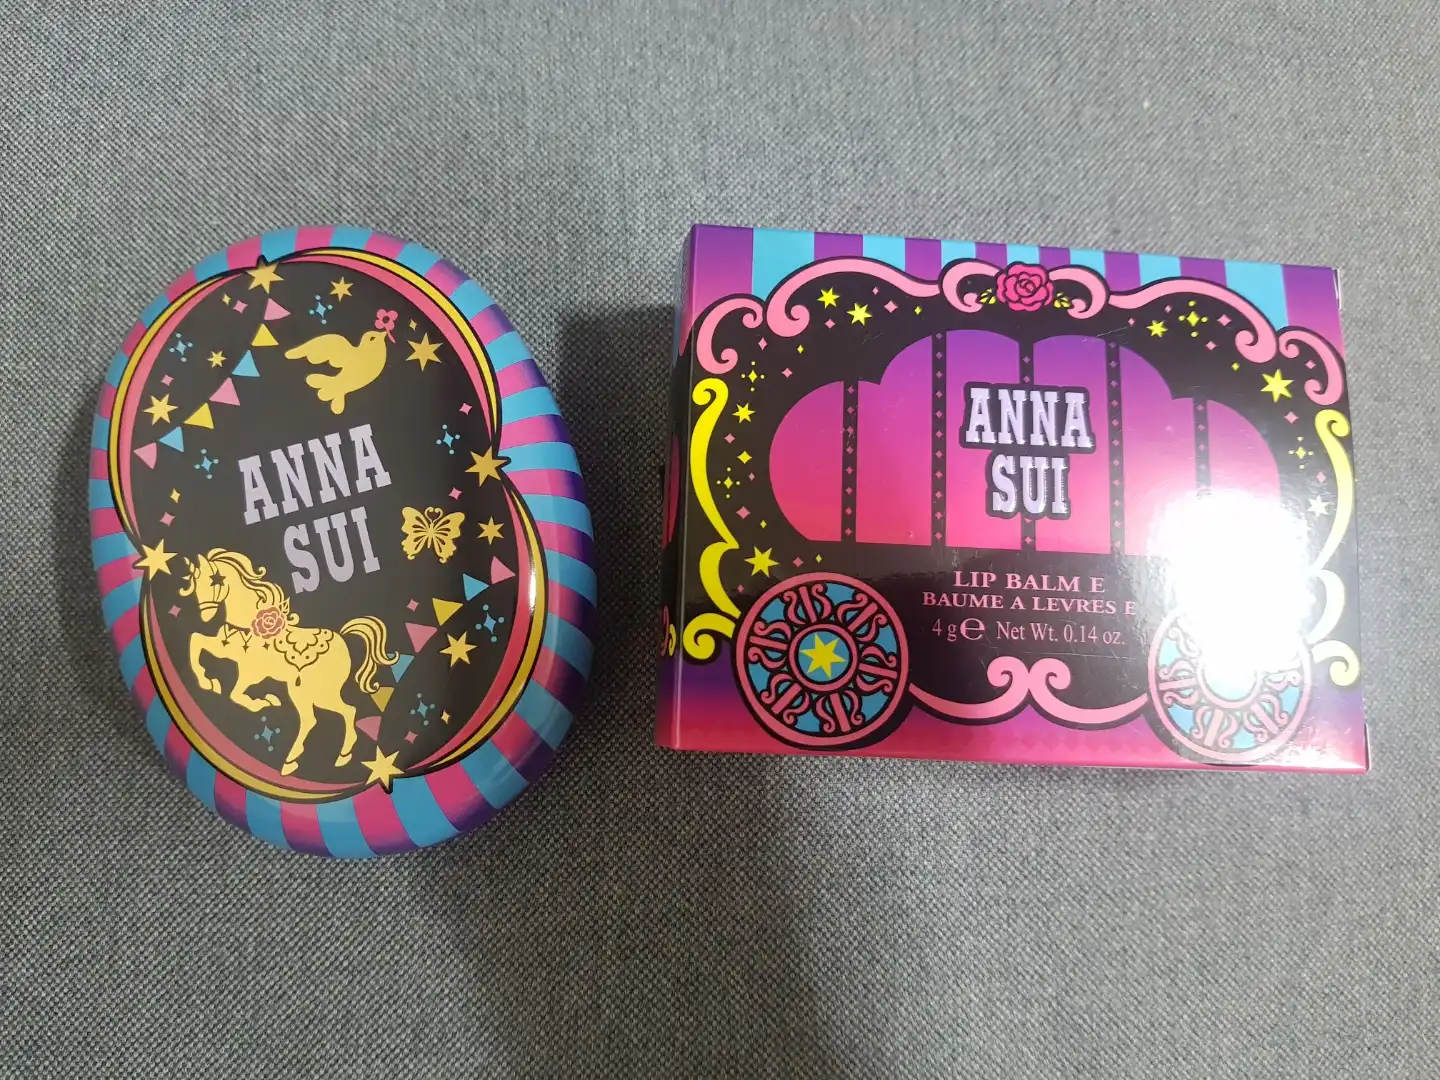 ANNA
SUI
ANNA
SUI
LIP BALM E
BAUME A LEVRES E
4 g℮ Net Wt. 0.14 oz.